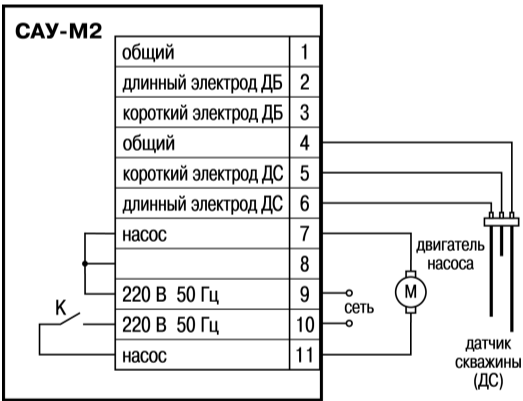 САУ-М2
общий 1
длинный электрод ДБ 2
короткий электрод ДБ 3
общий 4
короткий электрод ДС 5
длинный электрод ДС 6
насос 7
8
220 В 50 Гц 9
220 В 50 Гц 10
насос 11
K
сеть
двигатель
насоса
M
датчик
скважины
(ДС)